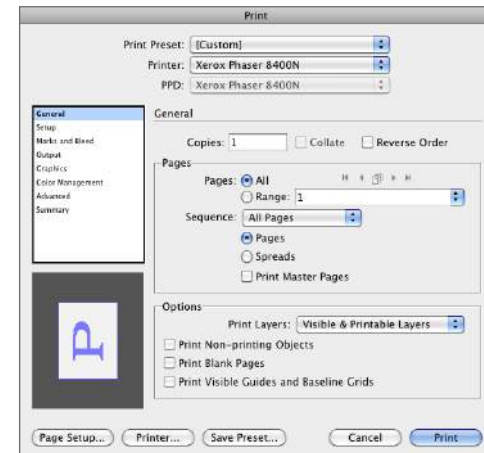 Print
Print Preset: [Custom]
Printer: Xerox Phaser 8400N
PPD: Xerox Phaser 8400N
General
Setup
Marks and Bleed
Output
Graphics
Color Management
Advanced
Summary
General
Copies: 1 Collate Reverse Order
Pages
Pages: All
Range: 1
Sequence: All Pages
Pages
Spreads
Print Master Pages
P
Options
Print Layers: Visible & Printable Layers
Print Non-printing Objects
Print Blank Pages
Print Visible Guides and Baseline Grids
Page Setup... Printer... Save Preset... Cancel Print